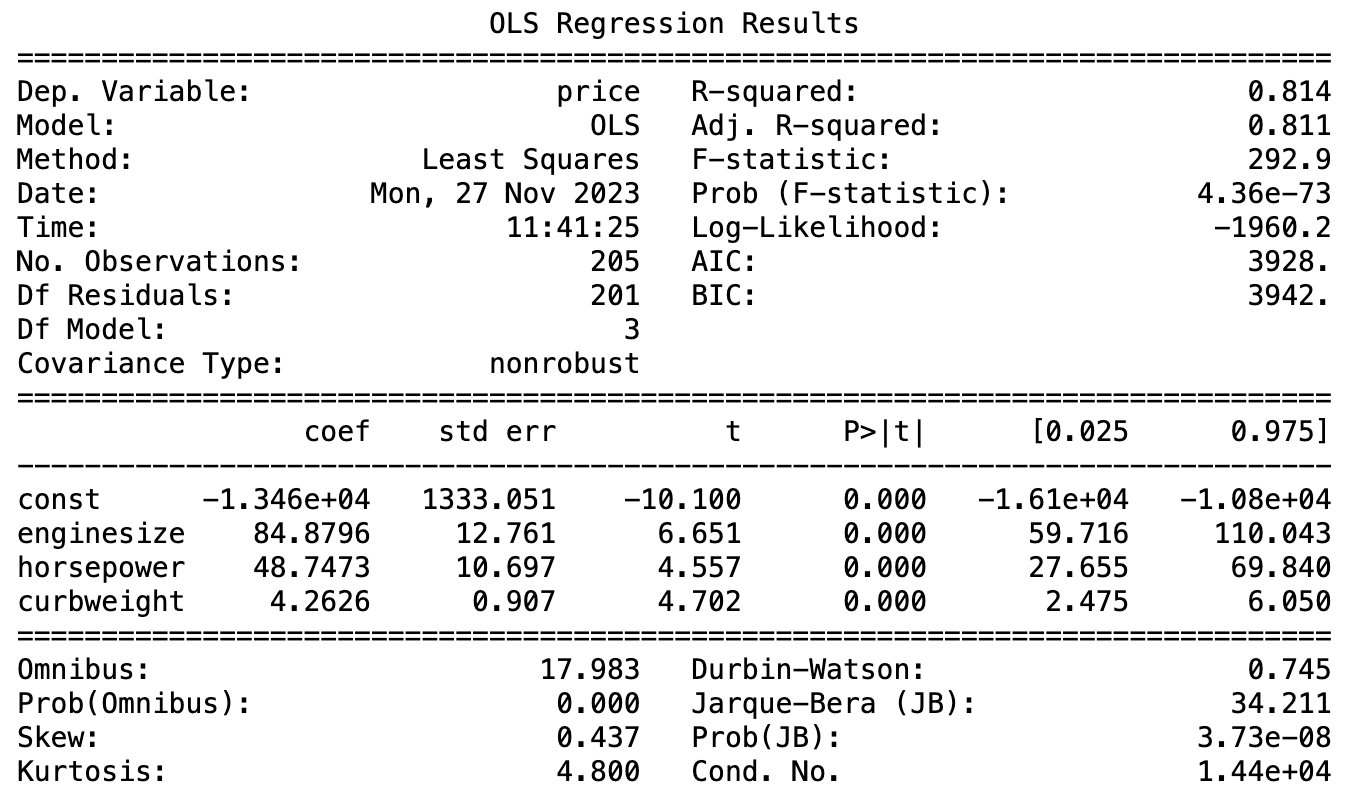 OLS Regression Results
==============================================================================
Dep. Variable:                  price   R-squared:                       0.814
Model:                            OLS   Adj. R-squared:                  0.811
Method:                 Least Squares   F-statistic:                     292.9
Date:                Mon, 27 Nov 2023   Prob (F-statistic):           4.36e-73
Time:                        11:41:25   Log-Likelihood:                -1960.2
No. Observations:                 205   AIC:                             3928.
Df Residuals:                     201   BIC:                             3942.
Df Model:                           3
Covariance Type:            nonrobust
==============================================================================
                 coef    std err          t      P>|t|      [0.025      0.975]
------------------------------------------------------------------------------
const      -1.346e+04   1333.051    -10.100      0.000   -1.61e+04   -1.08e+04
enginesize    84.8796     12.761      6.651      0.000      59.716     110.043
horsepower    48.7473     10.697      4.557      0.000      27.655      69.840
curbweight     4.2626      0.907      4.702      0.000       2.475       6.050
==============================================================================
Omnibus:                       17.983   Durbin-Watson:                   0.745
Prob(Omnibus):                  0.000   Jarque-Bera (JB):               34.211
Skew:                           0.437   Prob(JB):                     3.73e-08
Kurtosis:                       4.800   Cond. No.                     1.44e+04